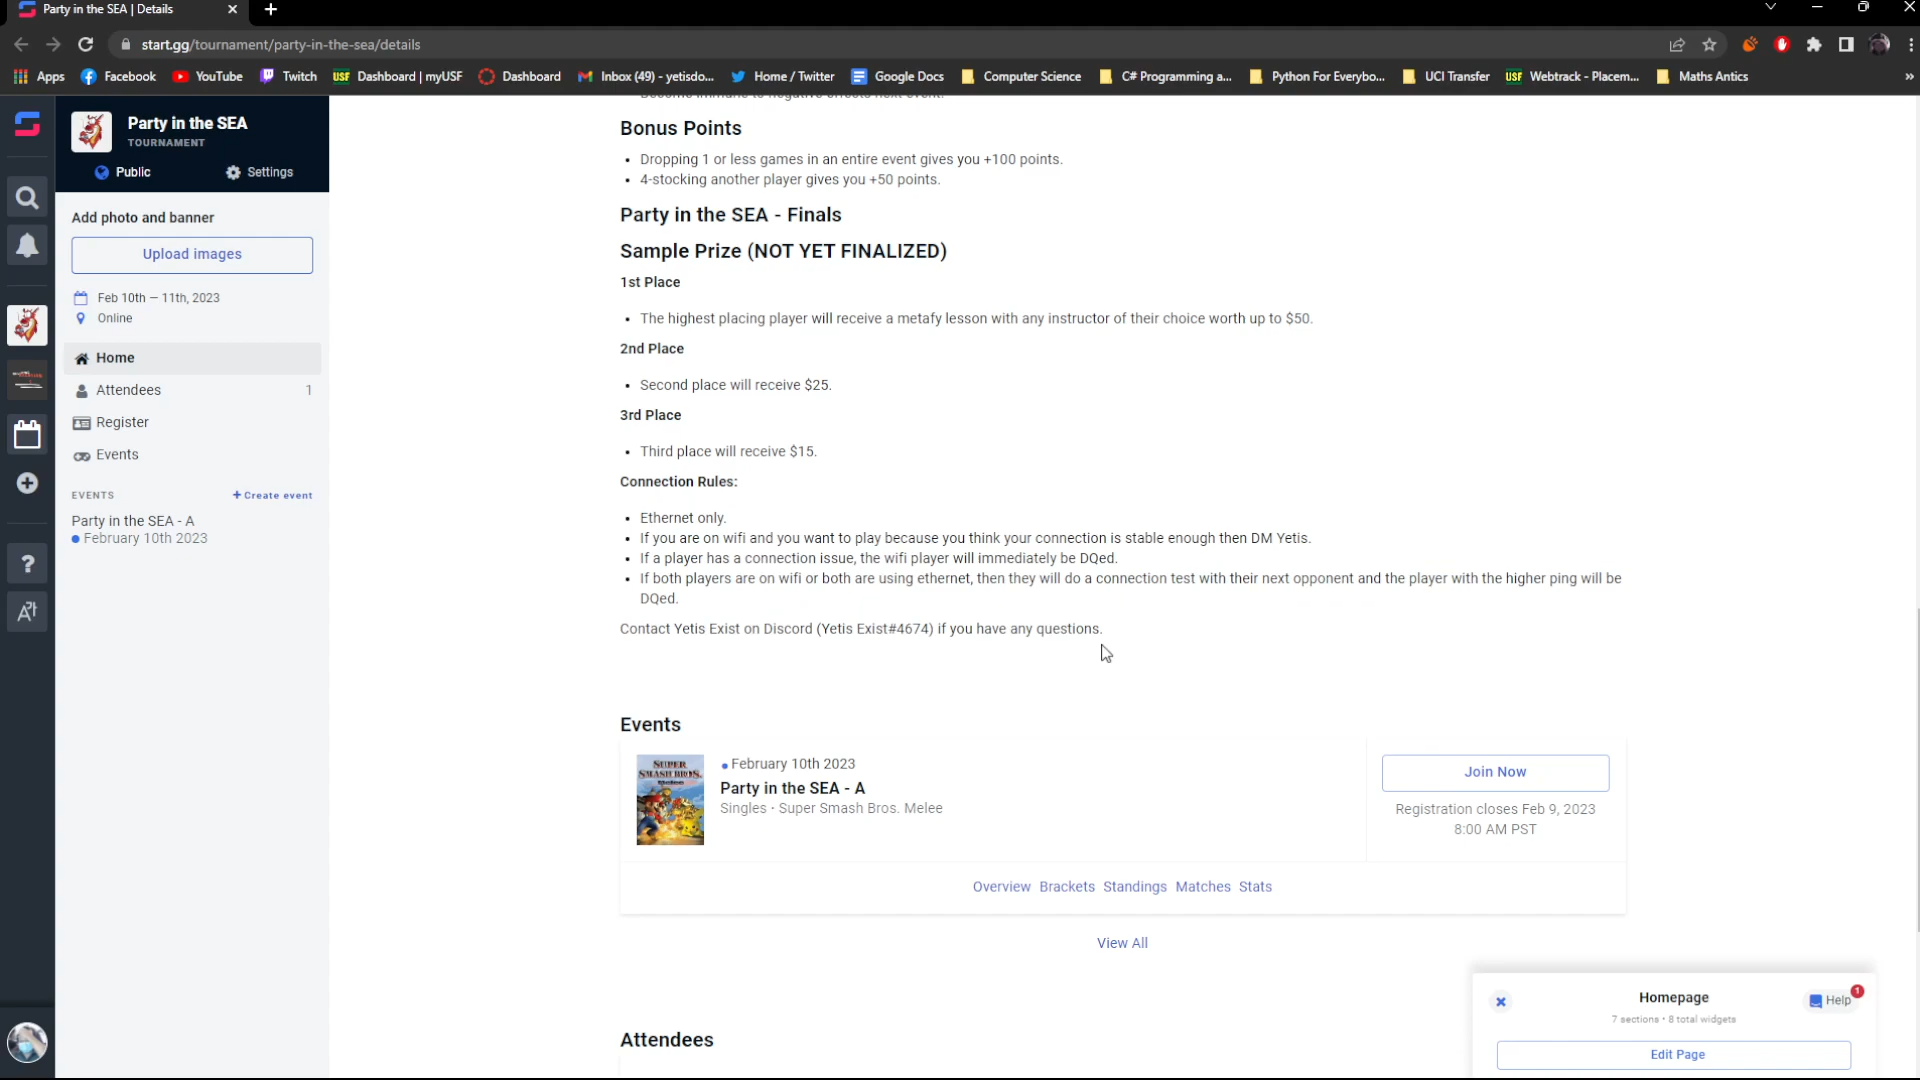 Party in the SEA | Details
start.gg/tournament/party-in-the-sea/details
Apps Facebook YouTube Twitch USF Dashboard | myUSF Dashboard Inbox (49) - yetisdo... Home / Twitter Google Docs Computer Science C# Programming a... Python For Everybo... UCI Transfer USF Webtrack - Placem... Maths Antics »
Party in the SEA
TOURNAMENT
Public Settings
Add photo and banner
Upload images
Feb 10th — 11th, 2023
Online
Home
Attendees 1
Register
Events
EVENTS + Create event
Party in the SEA - A
February 10th 2023
?
Become immune to negative effects next event.
Bonus Points
• Dropping 1 or less games in an entire event gives you +100 points.
• 4-stocking another player gives you +50 points.
Party in the SEA - Finals
Sample Prize (NOT YET FINALIZED)
1st Place
• The highest placing player will receive a metafy lesson with any instructor of their choice worth up to $50.
2nd Place
• Second place will receive $25.
3rd Place
• Third place will receive $15.
Connection Rules:
• Ethernet only.
• If you are on wifi and you want to play because you think your connection is stable enough then DM Yetis.
• If a player has a connection issue, the wifi player will immediately be DQed.
• If both players are on wifi or both are using ethernet, then they will do a connection test with their next opponent and the player with the higher ping will be
DQed.
Contact Yetis Exist on Discord (Yetis Exist#4674) if you have any questions.
Events
SUPER
SMASH BROS.
February 10th 2023
Party in the SEA - A
Singles · Super Smash Bros. Melee
Join Now
Registration closes Feb 9, 2023
8:00 AM PST
Overview Brackets Standings Matches Stats
View All
Attendees
Homepage
7 sections • 8 total widgets
Help 1
Edit Page